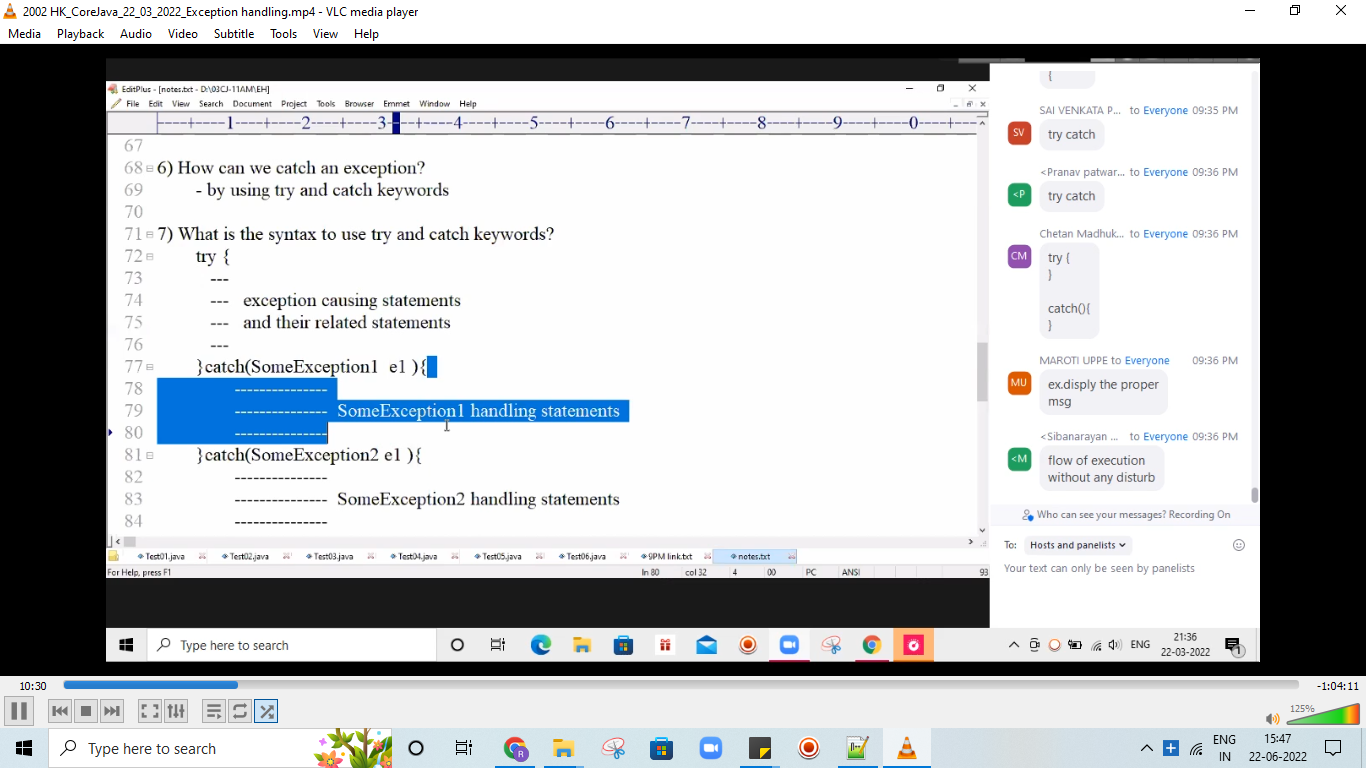 2002 HK_CoreJava_22_03_2022_Exception handling.mp4 - VLC media player
Media Playback Audio Video Subtitle Tools View Help
EditPlus - [notes.txt - D:\03CJ-11AM\EH]
File Edit View Search Document Project Tools Browser Emmet Window Help
----+----1----+----2----+----3----+----4----+----5----+----6----+----7----+----8----+----9----+----0----+--
67
68 6) How can we catch an exception?
69 - by using try and catch keywords
70
71 7) What is the syntax to use try and catch keywords?
72 try {
73 ---
74 --- exception causing statements
75 --- and their related statements
76 ---
77 }catch(SomeException1 e1 ){
78 ---------------
79 --------------- SomeException1 handling statements
80 ---------------
81 }catch(SomeException2 e1 ){
82 ---------------
83 --------------- SomeException2 handling statements
84 ---------------
Test01.java Test02.java Test03.java Test04.java Test05.java Test06.java 9PM link.txt notes.txt
For Help, press F1 ln 80 col 32 4 00 PC ANSI 93
{
SAI VENKATA P... to Everyone 09:35 PM
SV
try catch
<Pranav patwar... to Everyone 09:36 PM
<P
try catch
Chetan Madhuk... to Everyone 09:36 PM
CM
try {
}
catch(){
}
MAROTI UPPE to Everyone 09:36 PM
MU
ex.disply the proper
msg
<Sibanarayan ... to Everyone 09:36 PM
<M
flow of execution
without any disturb
Who can see your messages? Recording On
To: Hosts and panelists
Your text can only be seen by panelists
Type here to search
ENG
21:36
22-03-2022
1
10:30
-1:04:11
125%
Type here to search
R
ENG
IN
15:47
22-06-2022